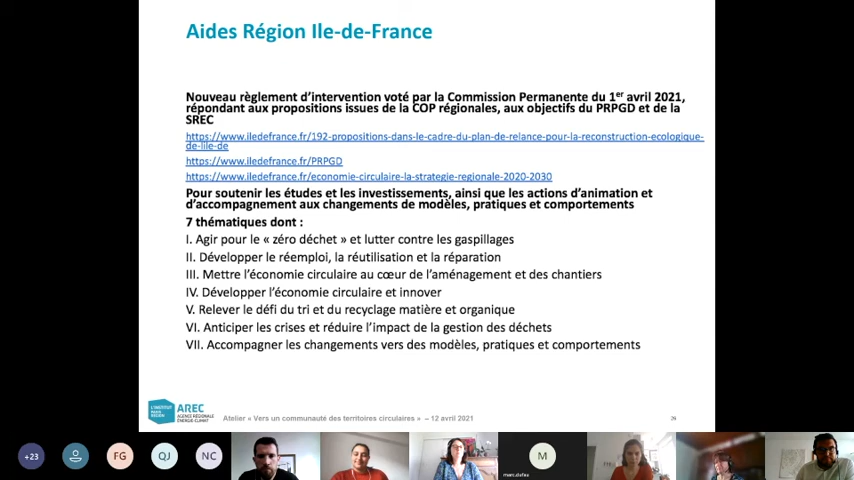 Aides Région Ile-de-France
Nouveau règlement d'intervention voté par la Commission Permanente du 1er avril 2021,
répondant aux propositions issues de la COP régionales, aux objectifs du PRPGD et de la
SREC
https://www.iledefrance.fr/192-propositions-dans-le-cadre-du-plan-de-relance-pour-la-reconstruction-ecologique-
de-lile-de
https://www.iledefrance.fr/PRPGD
https://www.iledefrance.fr/economie-circulaire-la-strategie-regionale-2020-2030
Pour soutenir les études et les investissements, ainsi que les actions d'animation et
d'accompagnement aux changements de modèles, pratiques et comportements
7 thématiques dont :
I. Agir pour le « zéro déchet » et lutter contre les gaspillages
II. Développer le réemploi, la réutilisation et la réparation
III. Mettre l'économie circulaire au cœur de l'aménagement et des chantiers
IV. Développer l'économie circulaire et innover
V. Relever le défi du tri et du recyclage matière et organique
VI. Anticiper les crises et réduire l'impact de la gestion des déchets
VII. Accompagner les changements vers des modèles, pratiques et comportements
L'INSTITUT
PARIS
REGION
AREC
AGENCE RÉGIONALE
ÉNERGIE-CLIMAT
Atelier « Vers un communauté des territoires circulaires » – 12 avril 2021
+23
FG
QJ
NC
M